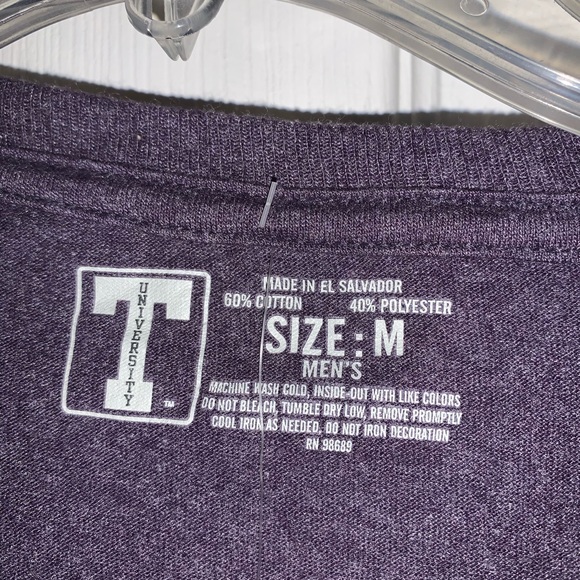 T
UNIVERSITY
™
MADE IN EL SALVADOR
60% COTTON 40% POLYESTER
SIZE: M
MEN'S
MACHINE WASH COLD, INSIDE-OUT WITH LIKE COLORS
DO NOT BLEACH, TUMBLE DRY LOW, REMOVE PROMPTLY
COOL IRON AS NEEDED, DO NOT IRON DECORATION
RN 98689